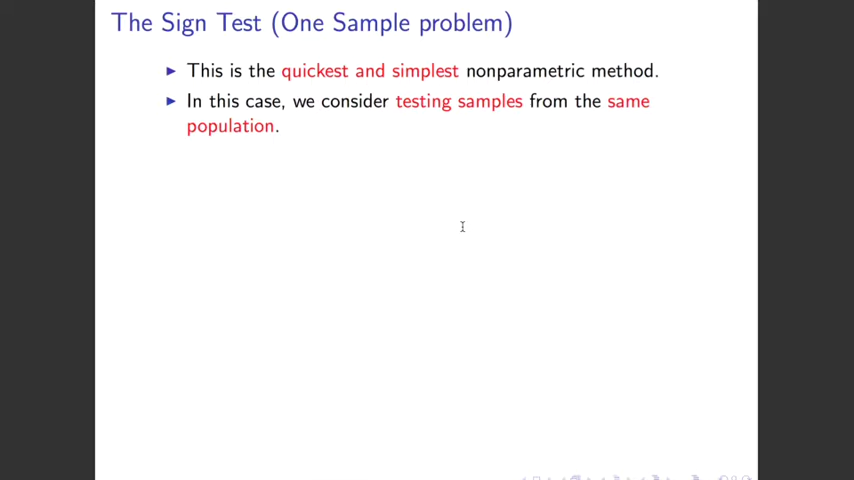 The Sign Test (One Sample problem)
This is the quickest and simplest nonparametric method.
In this case, we consider testing samples from the same
population.